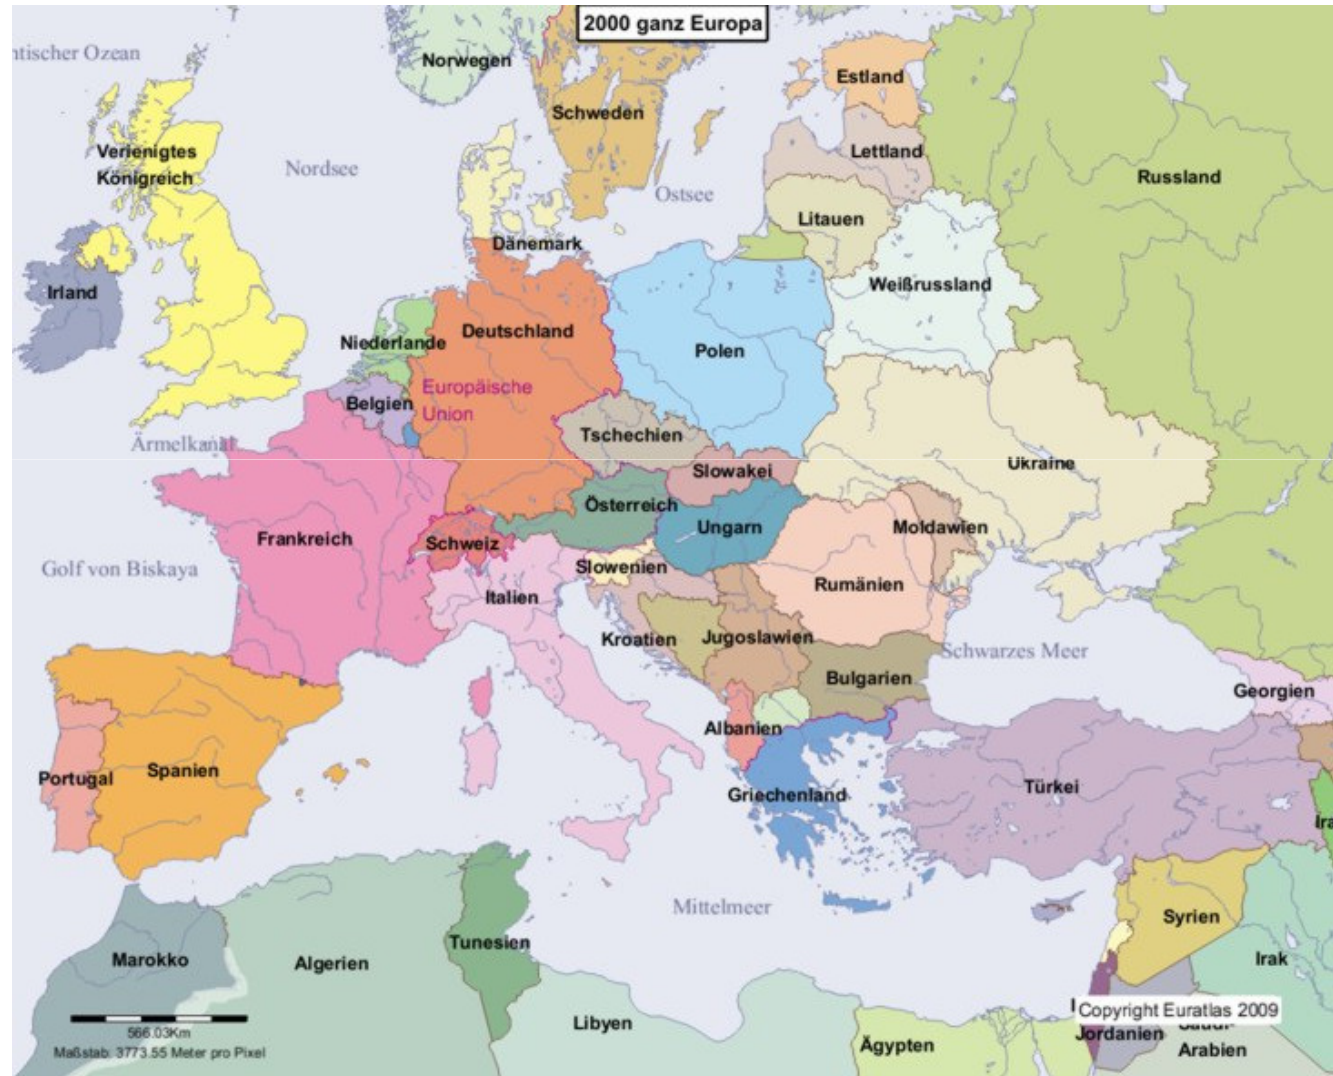 2000 ganz Europa
ntischer Ozean
Norwegen
Estland
Schweden
Verienigtes
Königreich
Nordsee
Lettland
Russland
Ostsee
Litauen
Dänemark
Irland
Weißrussland
Niederlande
Deutschland
Polen
Europäische
Union
Belgien
Ärmelkanal
Tschechien
Slowakei
Ukraine
Österreich
Frankreich
Schweiz
Ungarn
Moldawien
Golf von Biskaya
Slowenien
Italien
Rumänien
Kroatien
Jugoslawien
Schwarzes Meer
Bulgarien
Georgien
Albanien
Portugal
Spanien
Griechenland
Türkei
Ira
Mittelmeer
Syrien
Tunesien
Marokko
Algerien
Irak
I
Copyright Euratlas 2009
566.03Km
Libyen
Jordanien
Saudi-
Arabien
Ägypten
Maßstab: 3773.55 Meter pro Pixel